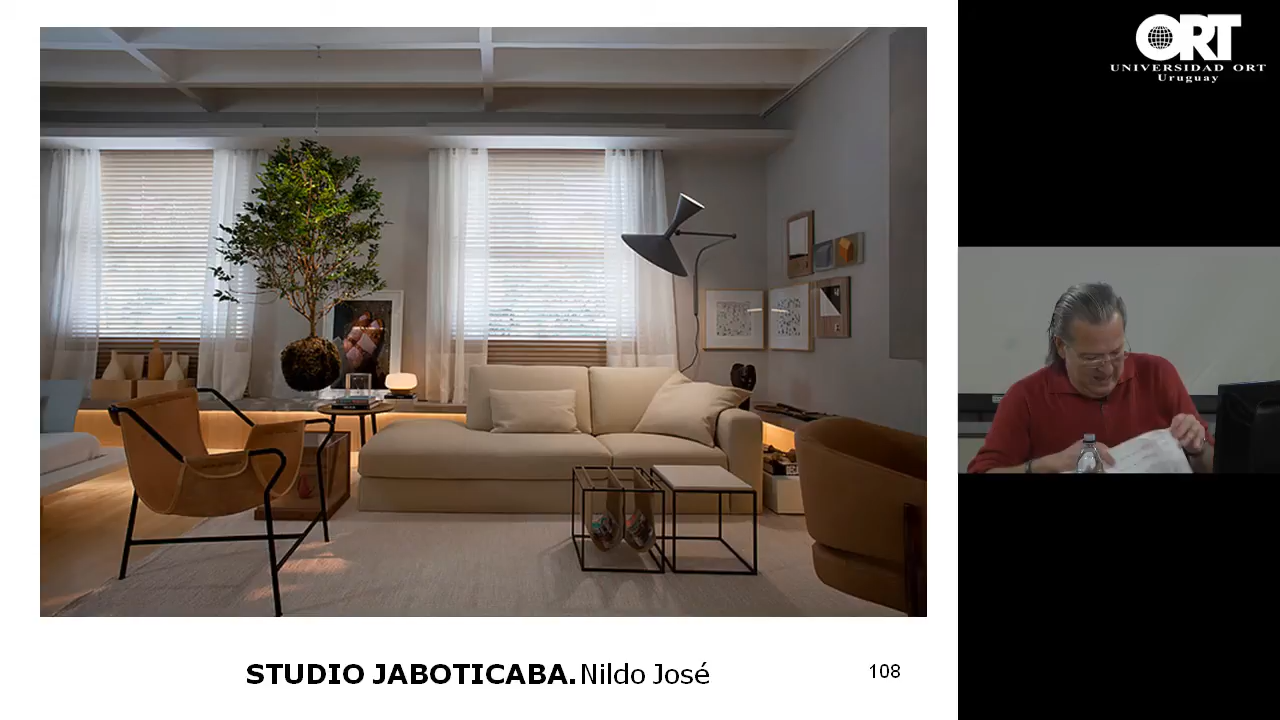 ORT
UNIVERSIDAD ORT
Uruguay
STUDIO JABOTICABA. Nildo José
108